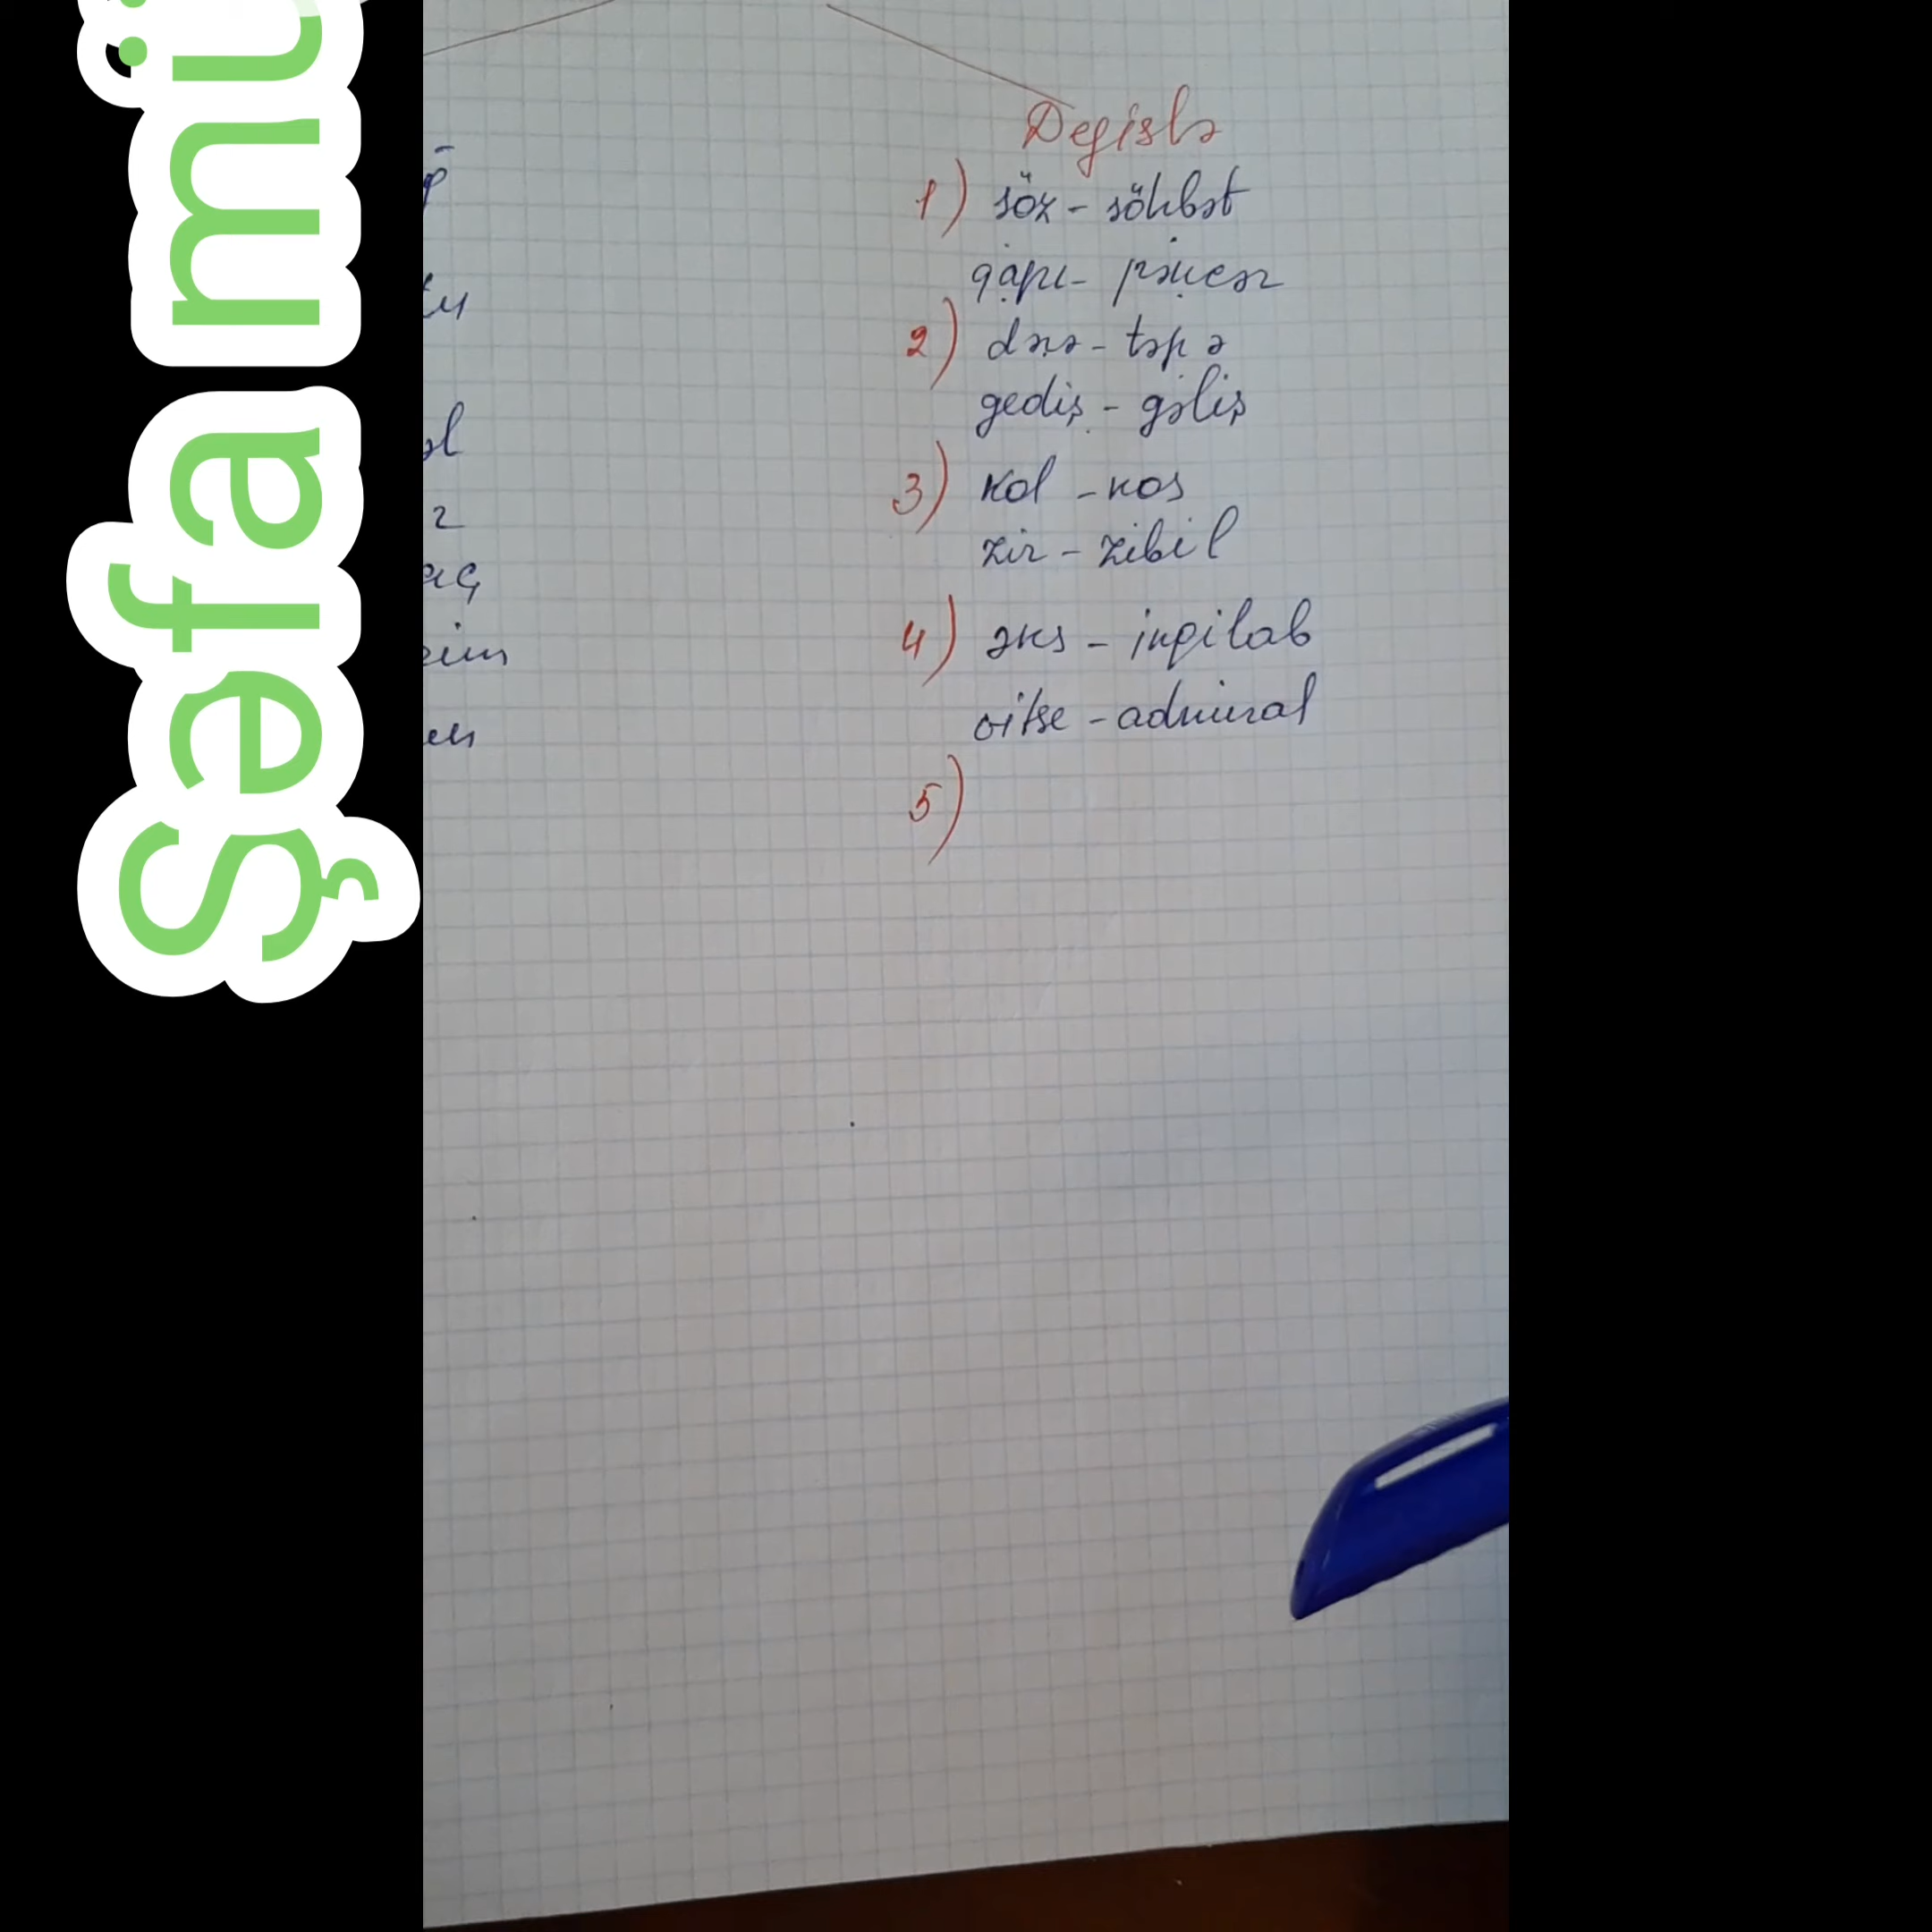 Şəfa mü
Defislə
1) söz - söhbət
qapı - pəncərə
2) dərə - təpə
gediş - gəliş
3) kol - kos
zir - zibil
4) əks - inqilab
vitse - admiral
5)